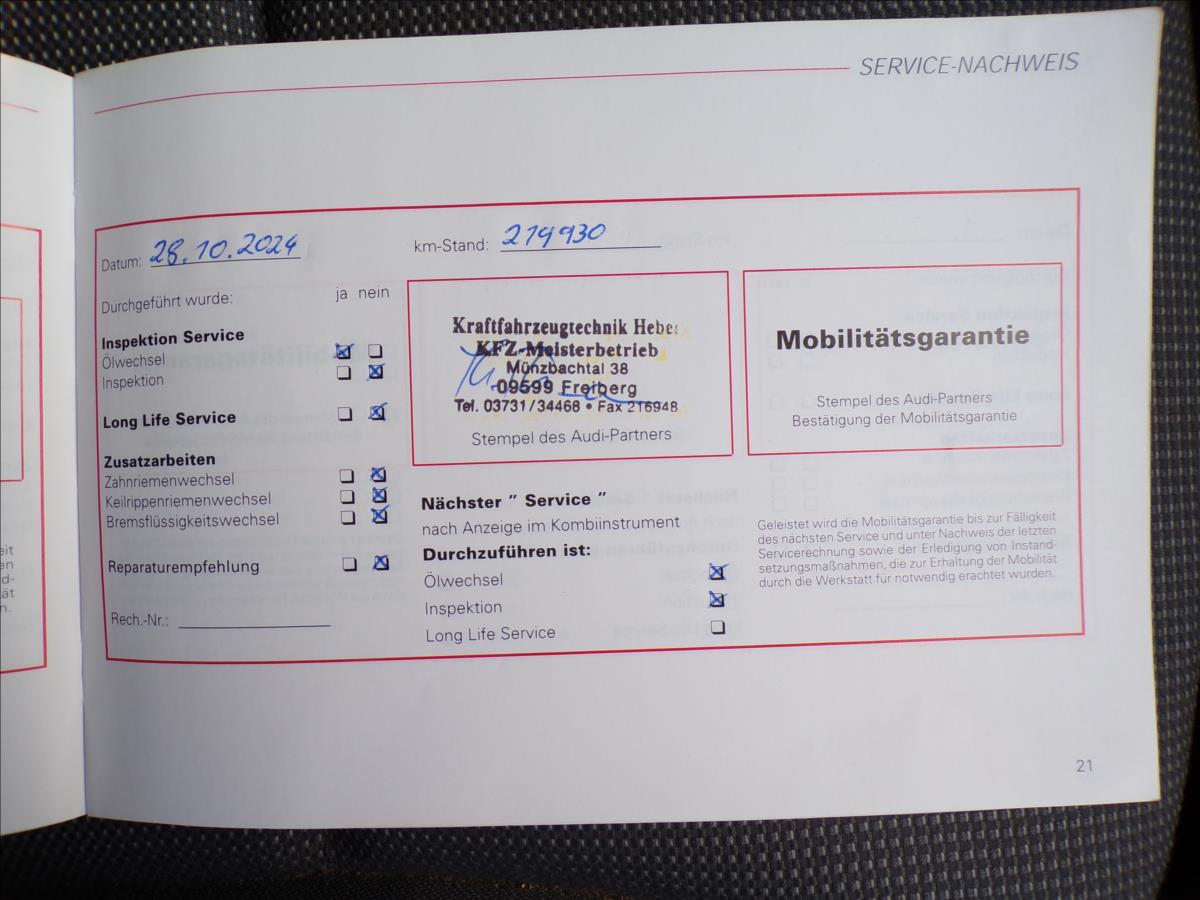 SERVICE-NACHWEIS
Datum: 28.10.2024
km-Stand: 219930
Durchgeführt wurde: ja nein
Inspektion Service
Ölwechsel
Inspektion
Long Life Service
Zusatzarbeiten
Zahnriemenwechsel
Keilrippenriemenwechsel
Bremsflüssigkeitswechsel
Reparaturempfehlung
Rech.-Nr.:
Kraftfahrzeugtechnik
KFZ-Meisterbetrieb
Münzbachtal 38
09599 Freiberg
Tel. 03731/34468 • Fax 216948
Stempel des Audi-Partners
Nächster " Service "
nach Anzeige im Kombiinstrument
Durchzuführen ist:
Ölwechsel
Inspektion
Long Life Service
Mobilitätsgarantie
Stempel des Audi-Partners
Bestätigung der Mobilitätsgarantie
Geleistet wird die Mobilitätsgarantie bis zur Fälligkeit
des nächsten Service und unter Nachweis der letzten
Servicerechnung sowie der Erledigung von Instand-
setzungsmaßnahmen, die zur Erhaltung der Mobilität
durch die Werkstatt für notwendig erachtet wurden.
21